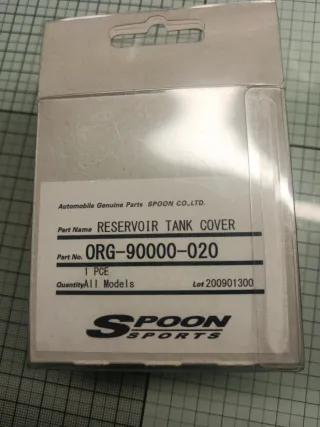 Automobile Genuine Parts SPOON CO.,LTD.
Part Name RESERVOIR TANK COVER
Part No. ORG-90000-020
1 PCE
Quantity All Models Lot 200901300
SPOON
SPORTS